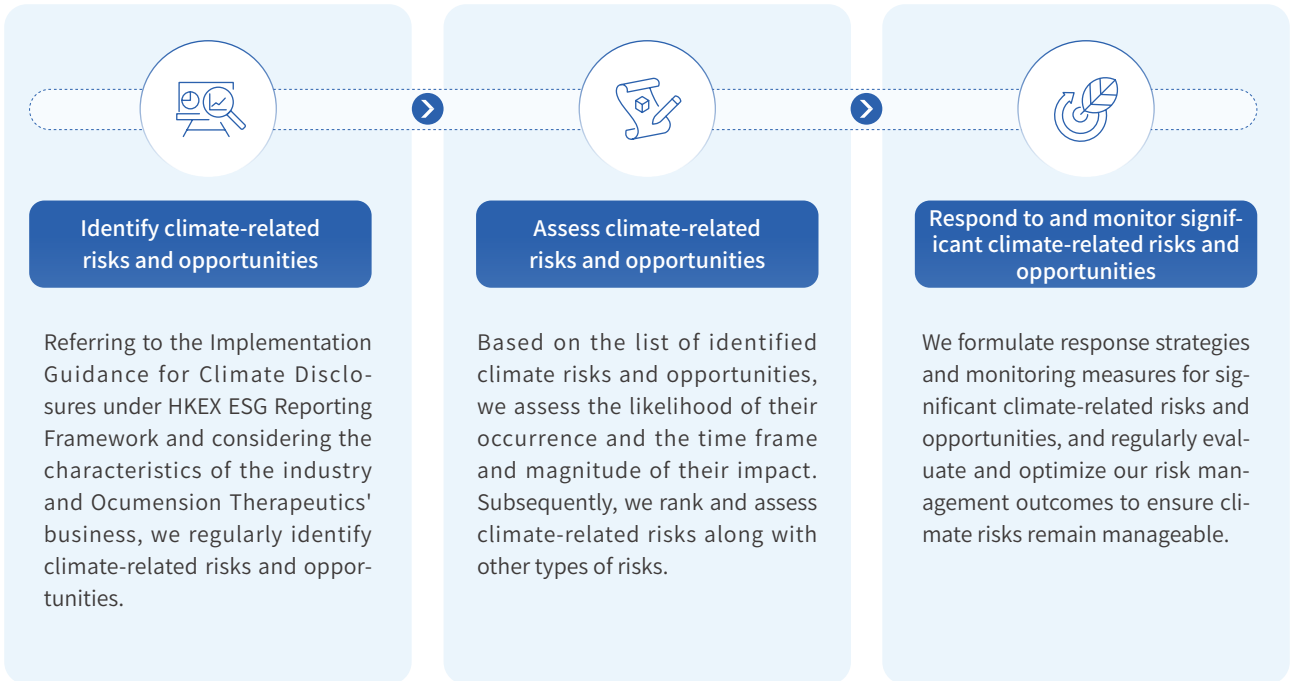 Identify climate-related
risks and opportunities
Referring to the Implementation
Guidance for Climate Disclo-
sures under HKEX ESG Reporting
Framework and considering the
characteristics of the industry
and Ocumension Therapeutics'
business, we regularly identify
climate-related risks and oppor-
tunities.
Assess climate-related
risks and opportunities
Based on the list of identified
climate risks and opportunities,
we assess the likelihood of their
occurrence and the time frame
and magnitude of their impact.
Subsequently, we rank and assess
climate-related risks along with
other types of risks.
Respond to and monitor signif-
icant climate-related risks and
opportunities
We formulate response strategies
and monitoring measures for sig-
nificant climate-related risks and
opportunities, and regularly eval-
uate and optimize our risk man-
agement outcomes to ensure cli-
mate risks remain manageable.